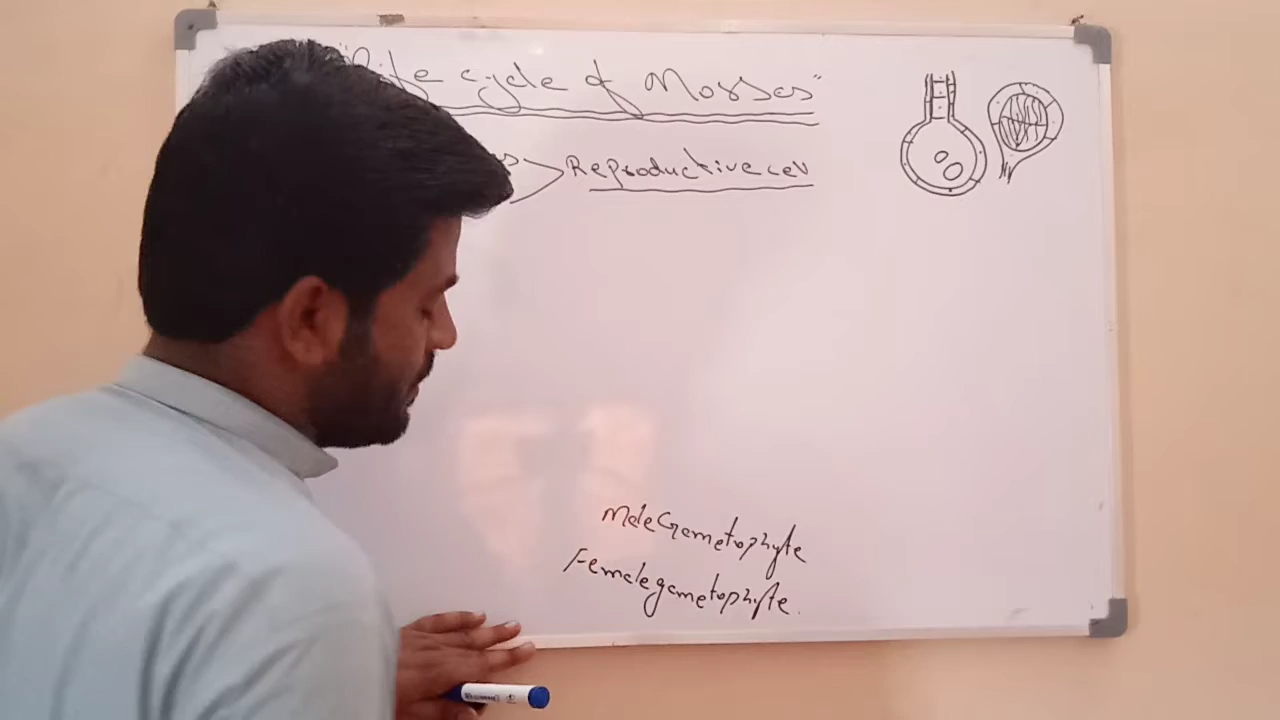 "Life cycle of Mosses"
Reproductive cell
Male Gametophyte
Female gametophyte.